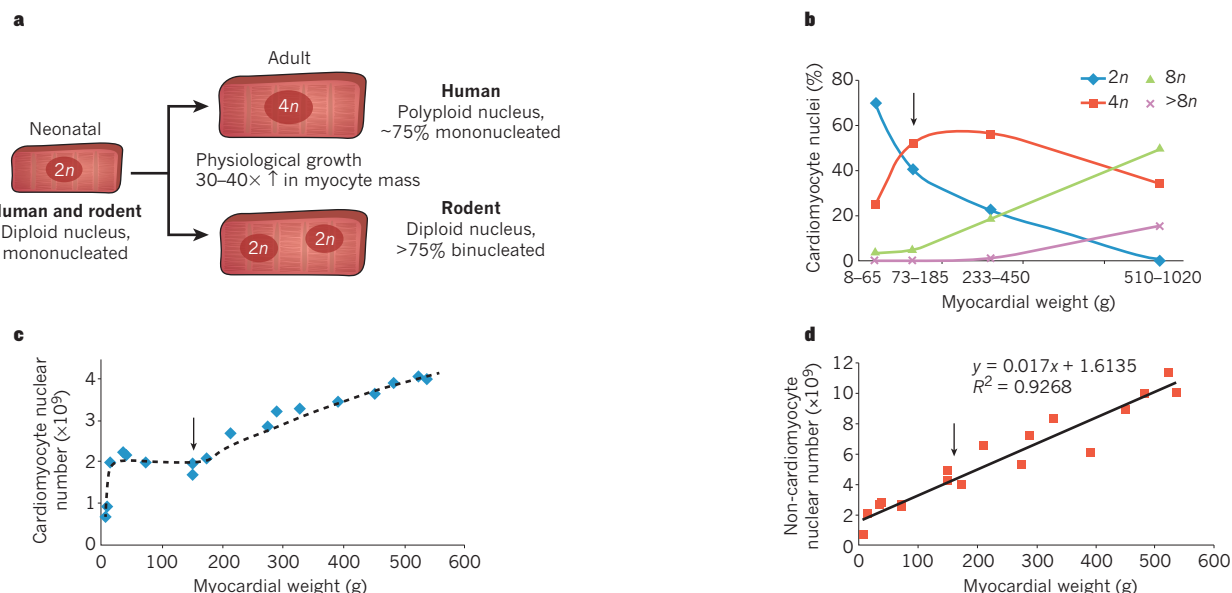 a
Adult
4n
Human
Polyploid nucleus,
~75% mononucleated
Neonatal
2n
Physiological growth
30–40× ↑ in myocyte mass
uman and rodent
Diploid nucleus,
mononucleated
2n
2n
Rodent
Diploid nucleus,
>75% binucleated
b
Cardiomyocyte nuclei (%)
80
60
40
20
0
2n
8n
4n
>8n
8–65
73–185
233–450
510–1020
Myocardial weight (g)
c
Cardiomyocyte nuclear
number (×10⁹)
4
3
2
1
0
0
100
200
300
400
500
600
Myocardial weight (g)
d
Non-cardiomyocyte
nuclear number (×10⁹)
12
10
8
6
4
2
0
y = 0.017x + 1.6135
R² = 0.9268
0
100
200
300
400
500
600
Myocardial weight (g)